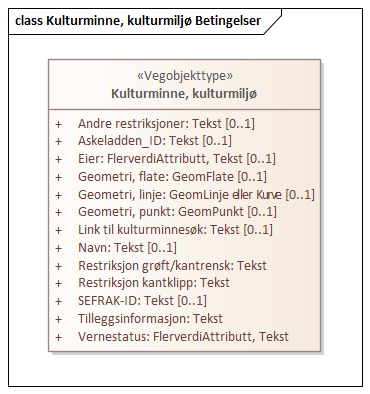 class Kulturminne, kulturmiljø Betingelser
«Vegobjekttype»
Kulturminne, kulturmiljø
+ Andre restriksjoner: Tekst [0..1]
+ Askeladden_ID: Tekst [0..1]
+ Eier: FlerverdiAttributt, Tekst [0..1]
+ Geometri, flate: GeomFlate [0..1]
+ Geometri, linje: GeomLinje eller Kurve [0..1]
+ Geometri, punkt: GeomPunkt [0..1]
+ Link til kulturminnesøk: Tekst [0..1]
+ Navn: Tekst [0..1]
+ Restriksjon grøft/kantrensk: Tekst
+ Restriksjon kantklipp: Tekst
+ SEFRAK-ID: Tekst [0..1]
+ Tilleggsinformasjon: Tekst
+ Vernestatus: FlerverdiAttributt, Tekst